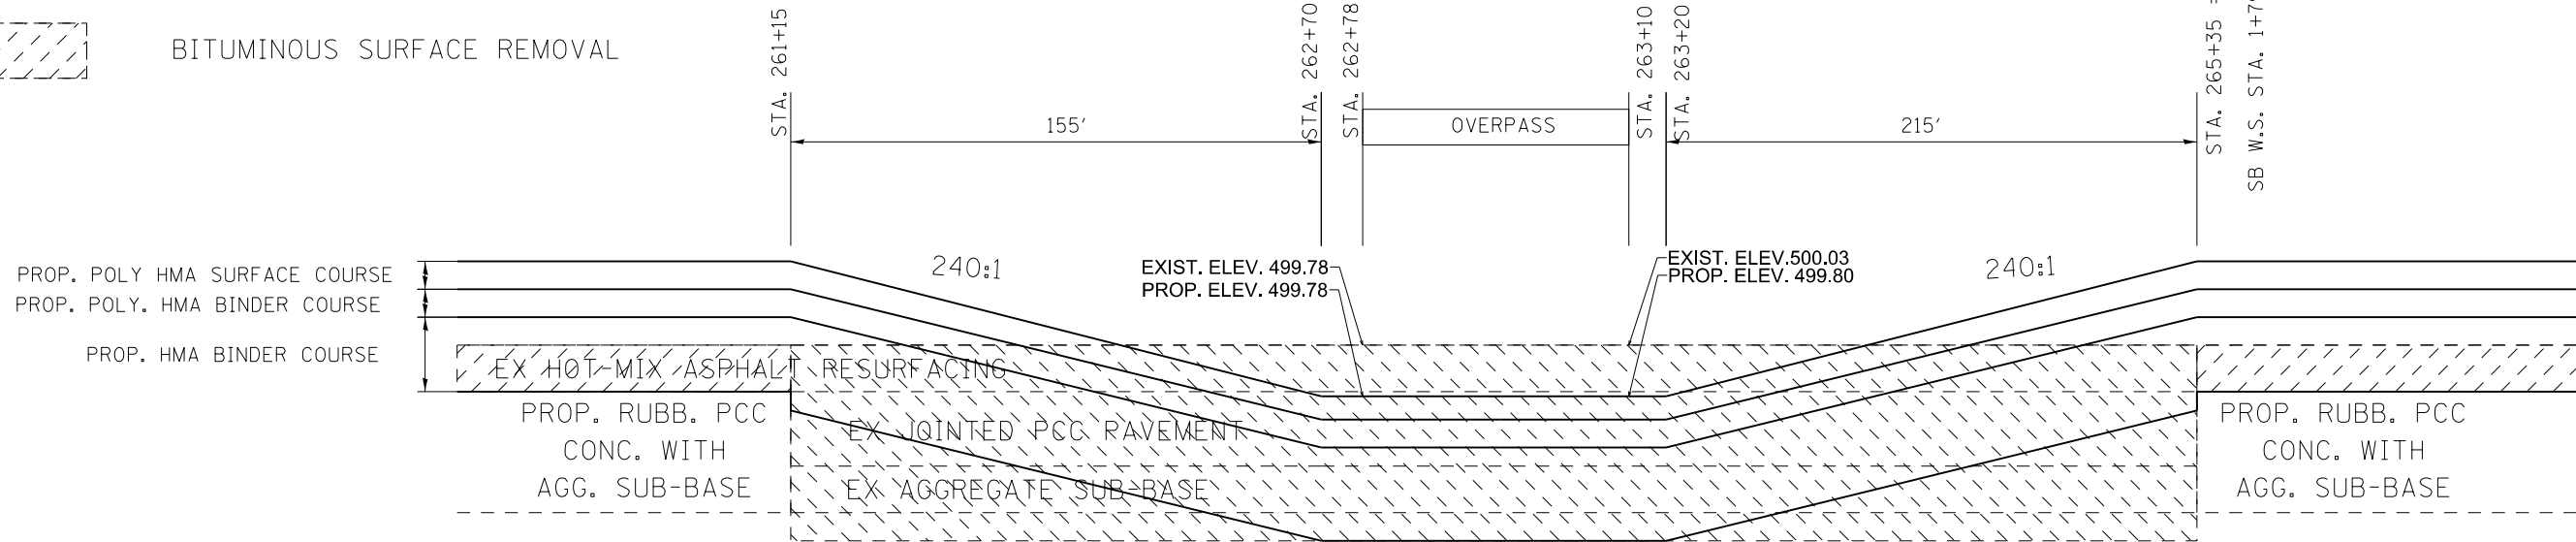 BITUMINOUS SURFACE REMOVAL
STA. 261+15
STA. 262+70
STA. 262+78
STA. 263+10
STA. 263+20
STA. 265+35 =
SB W.S. STA. 1+79
155'
OVERPASS
215'
240:1
EXIST. ELEV. 499.78
PROP. ELEV. 499.78
EXIST. ELEV.500.03
PROP. ELEV. 499.80
240:1
PROP. POLY HMA SURFACE COURSE
PROP. POLY. HMA BINDER COURSE
PROP. HMA BINDER COURSE
EX HOT-MIX ASPHALT RESURFACING
PROP. RUBB. PCC
CONC. WITH
AGG. SUB-BASE
EX JOINTED PCC PAVEMENT
EX AGGREGATE SUB-BASE
PROP. RUBB. PCC
CONC. WITH
AGG. SUB-BASE